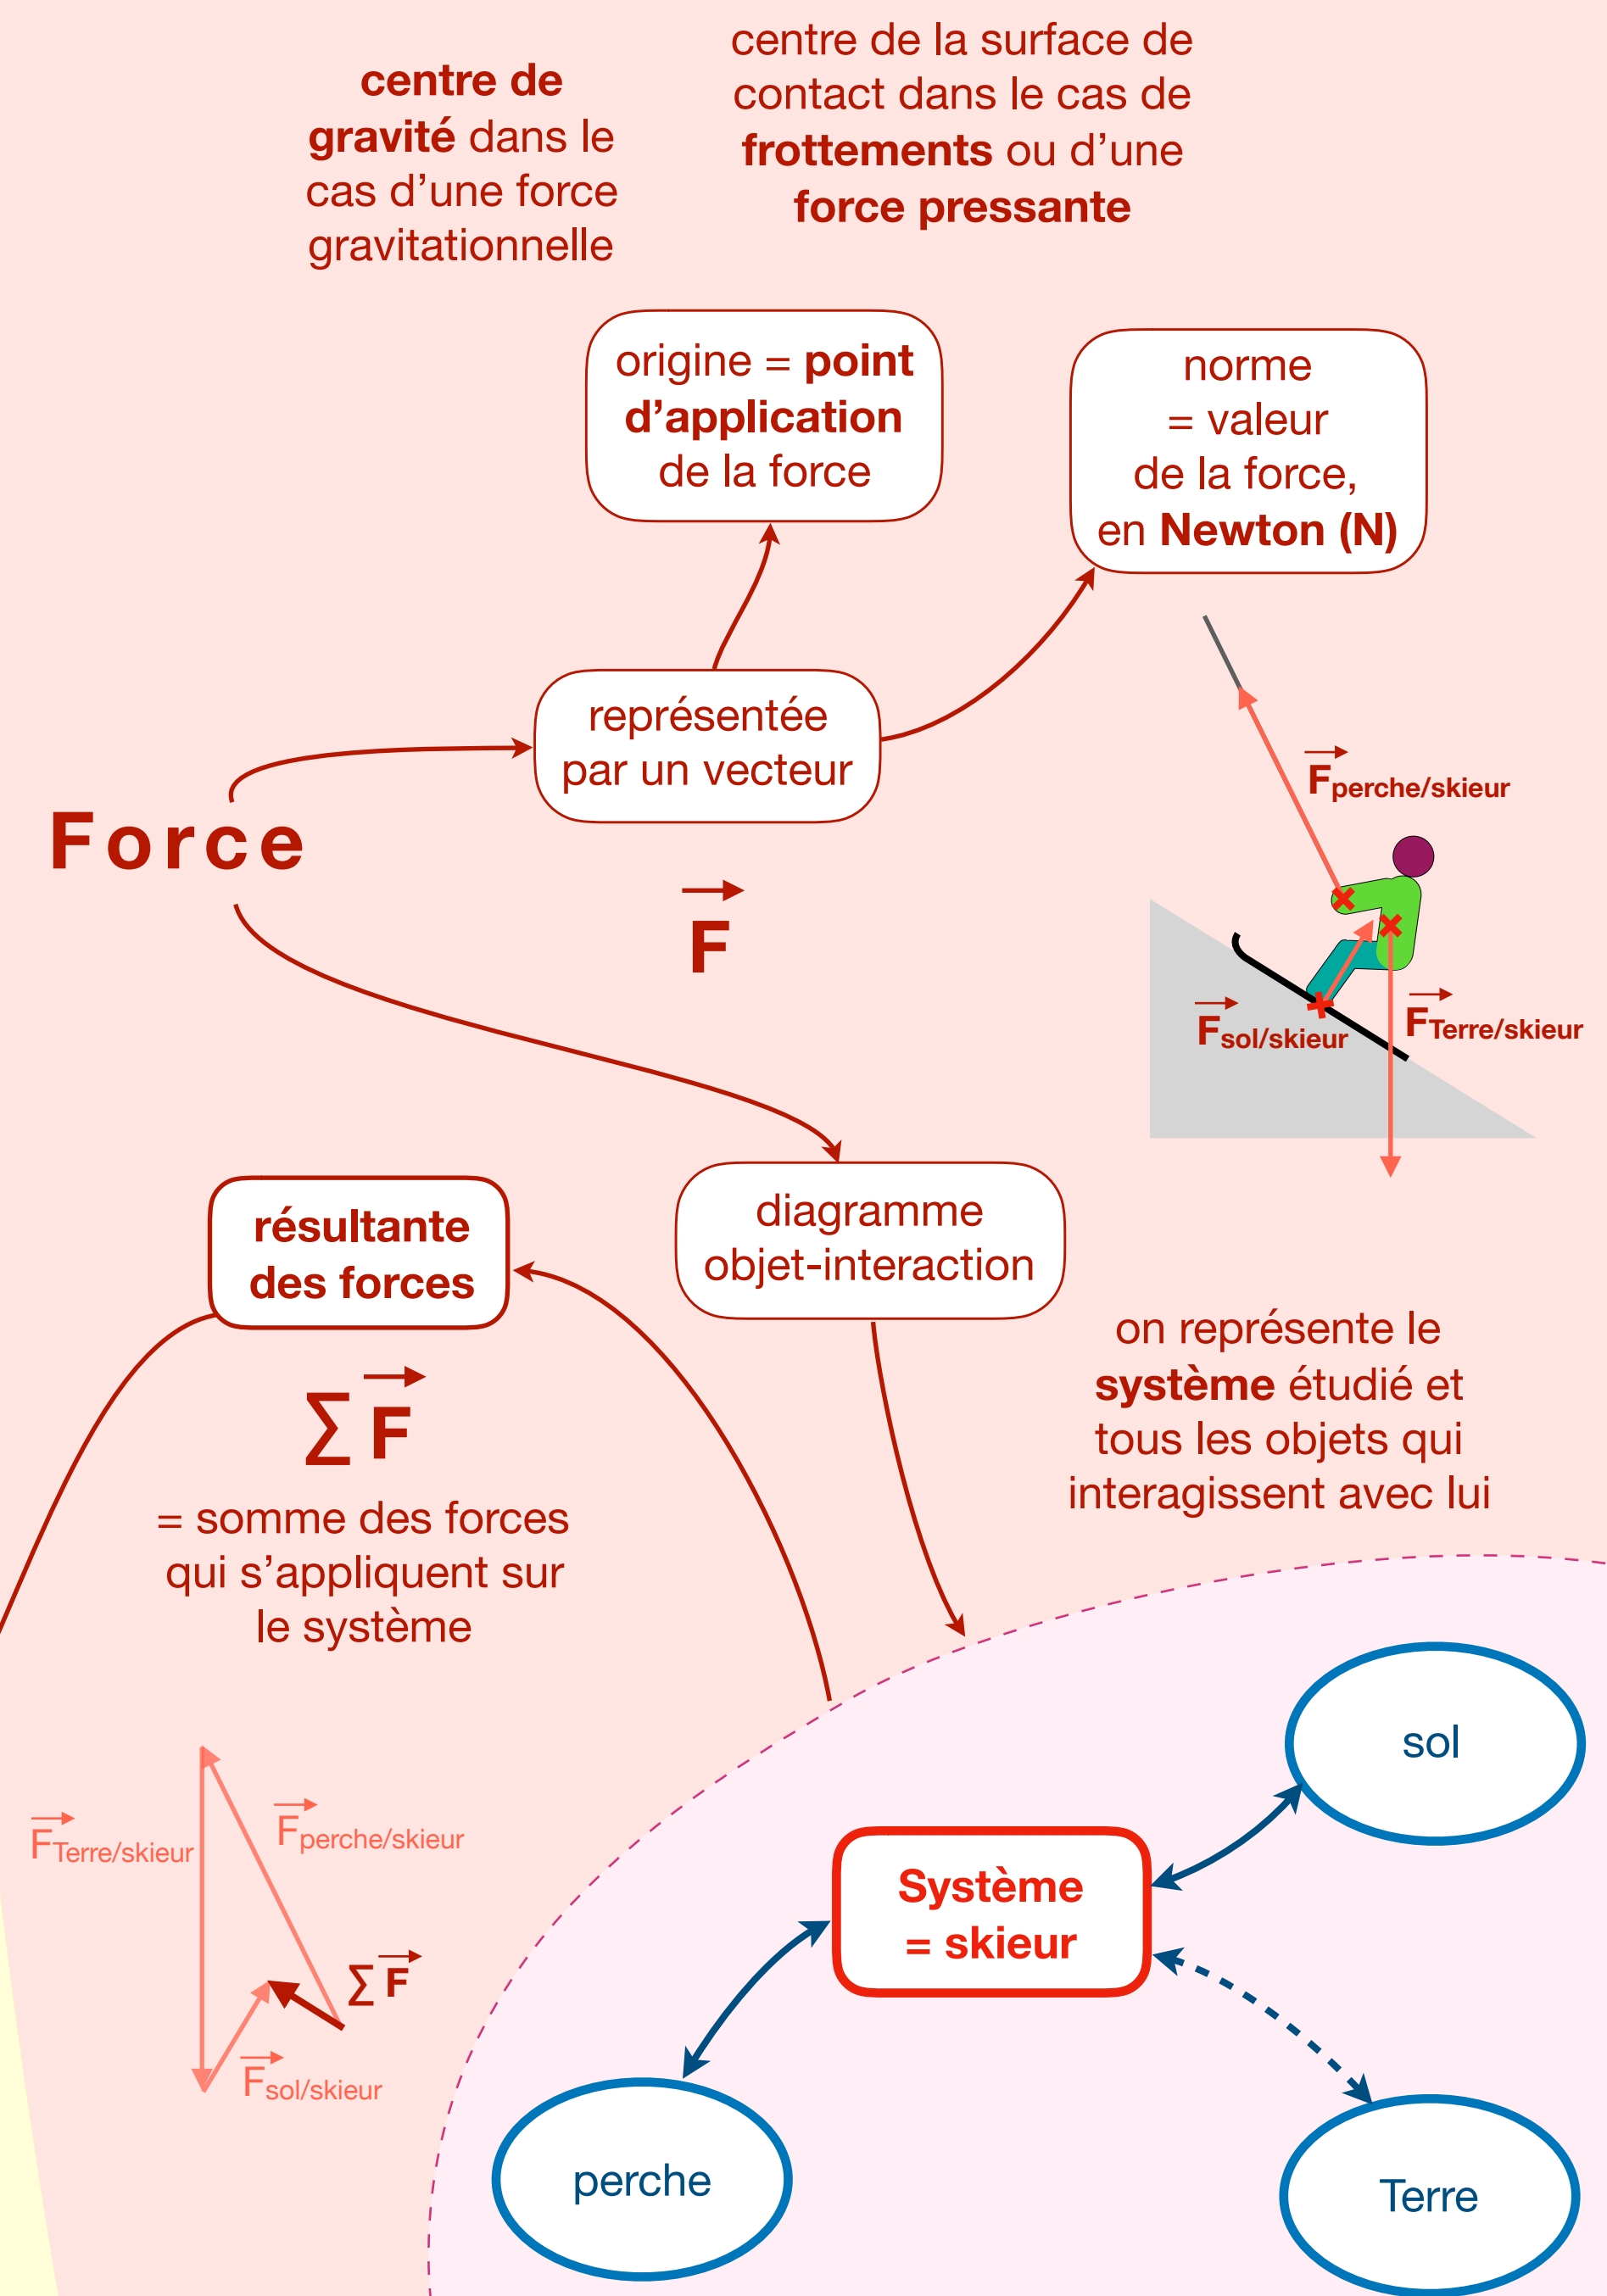 centre de
gravité dans le
cas d’une force
gravitationnelle
centre de la surface de
contact dans le cas de
frottements ou d’une
force pressante
origine = point
d’application
de la force
norme
= valeur
de la force,
en Newton (N)
représentée
par un vecteur
Force
F
Fperche/skieur
Fsol/skieur
FTerre/skieur
résultante
des forces
∑ F
= somme des forces
qui s’appliquent sur
le système
diagramme
objet-interaction
on représente le
système étudié et
tous les objets qui
interagissent avec lui
FTerre/skieur
Fperche/skieur
∑ F
Fsol/skieur
sol
Système
= skieur
perche
Terre